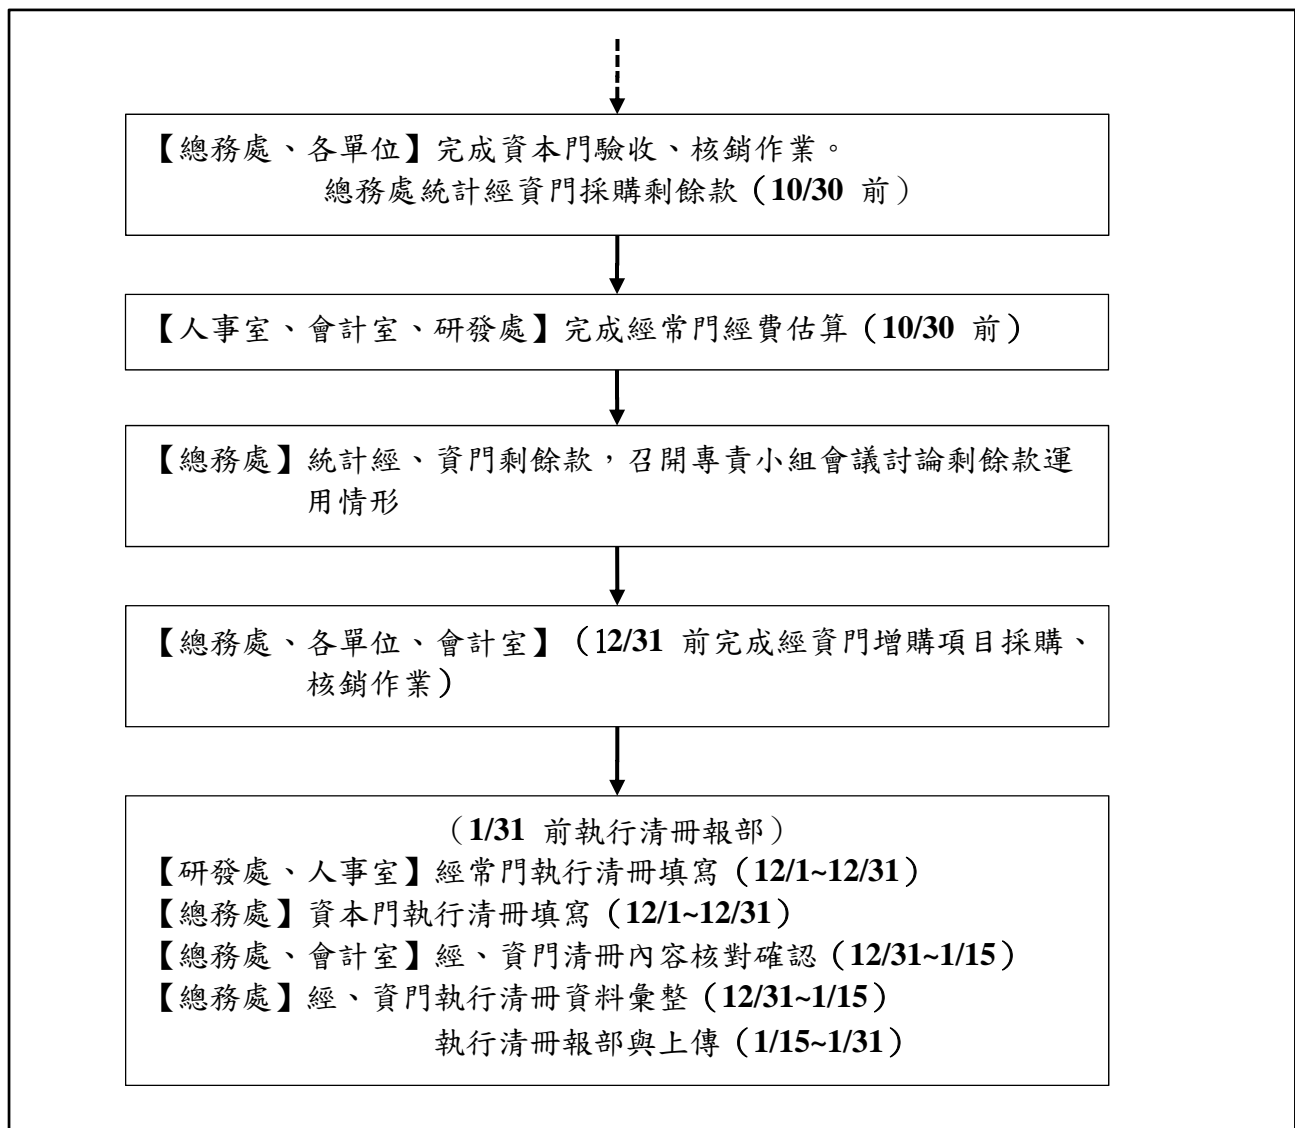 【總務處、各單位】完成資本門驗收、核銷作業。
總務處統計經資門採購剩餘款（10/30 前）
【人事室、會計室、研發處】完成經常門經費估算（10/30 前）
【總務處】統計經、資門剩餘款，召開專責小組會議討論剩餘款運
用情形
【總務處、各單位、會計室】（12/31 前完成經資門增購項目採購、
核銷作業）
（1/31 前執行清冊報部）
【研發處、人事室】經常門執行清冊填寫（12/1~12/31）
【總務處】資本門執行清冊填寫（12/1~12/31）
【總務處、會計室】經、資門清冊內容核對確認（12/31~1/15）
【總務處】經、資門執行清冊資料彙整（12/31~1/15）
執行清冊報部與上傳（1/15~1/31）